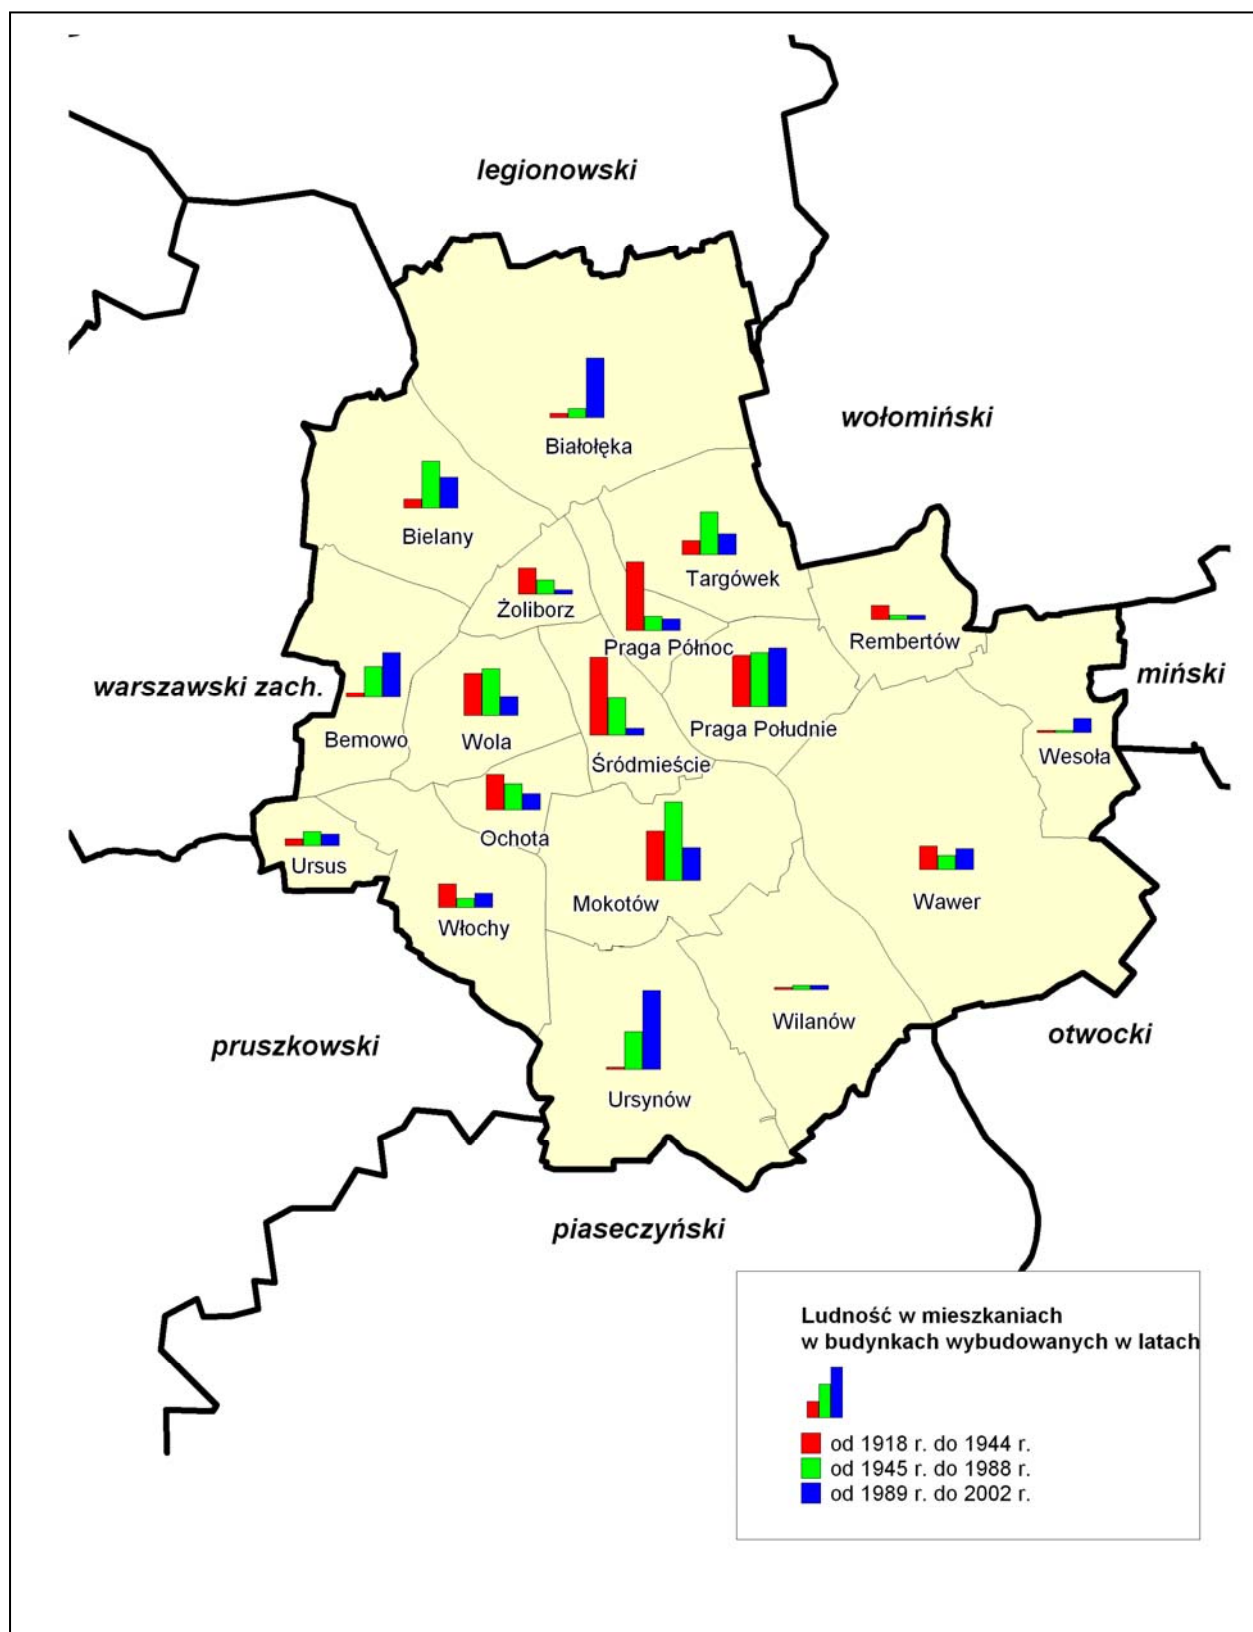 legionowski
wołomiński
Białołęka
Bielany
Targówek
Żoliborz
Rembertów
Praga Północ
warszawski zach.
miński
Bemowo
Wola
Praga Południe
Śródmieście
Wesoła
Ochota
Ursus
Mokotów
Wawer
Włochy
Wilanów
pruszkowski
otwocki
Ursynów
piaseczyński
Ludność w mieszkaniach
w budynkach wybudowanych w latach
od 1918 r. do 1944 r.
od 1945 r. do 1988 r.
od 1989 r. do 2002 r.